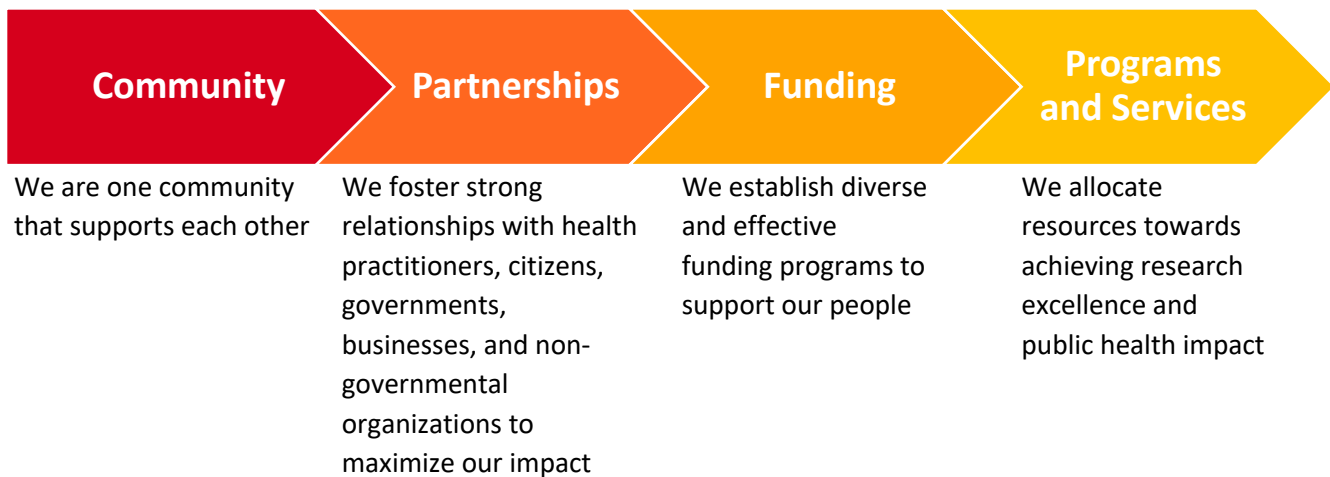 Community
Partnerships
Funding
Programs
and Services
We are one community
that supports each other
We foster strong
relationships with health
practitioners, citizens,
governments,
businesses, and non-
governmental
organizations to
maximize our impact
We establish diverse
and effective
funding programs to
support our people
We allocate
resources towards
achieving research
excellence and
public health impact